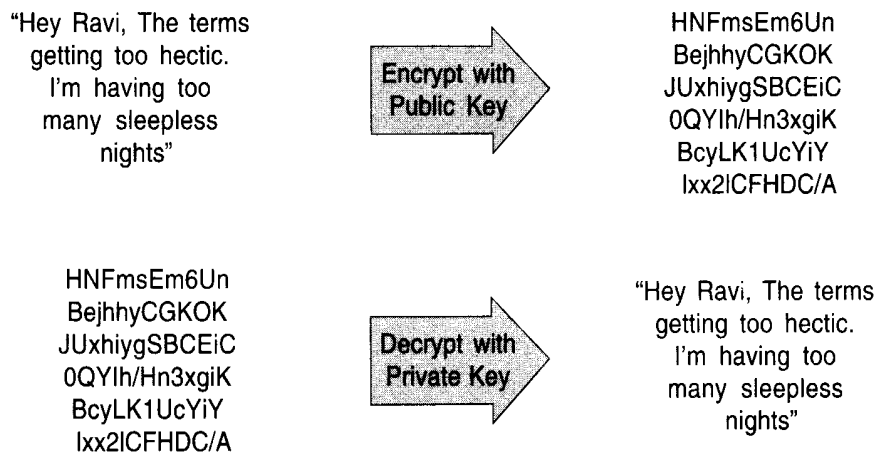 “Hey Ravi, The terms
getting too hectic.
I'm having too
many sleepless
nights”
Encrypt with
Public Key
HNFmsEm6Un
BejhhyCGKOK
JUxhiygSBCEiC
0QYIh/Hn3xgiK
BcyLK1UcYiY
Ixx2ICFHDC/A
HNFmsEm6Un
BejhhyCGKOK
JUxhiygSBCEiC
0QYIh/Hn3xgiK
BcyLK1UcYiY
Ixx2ICFHDC/A
Decrypt with
Private Key
“Hey Ravi, The terms
getting too hectic.
I'm having too
many sleepless
nights”